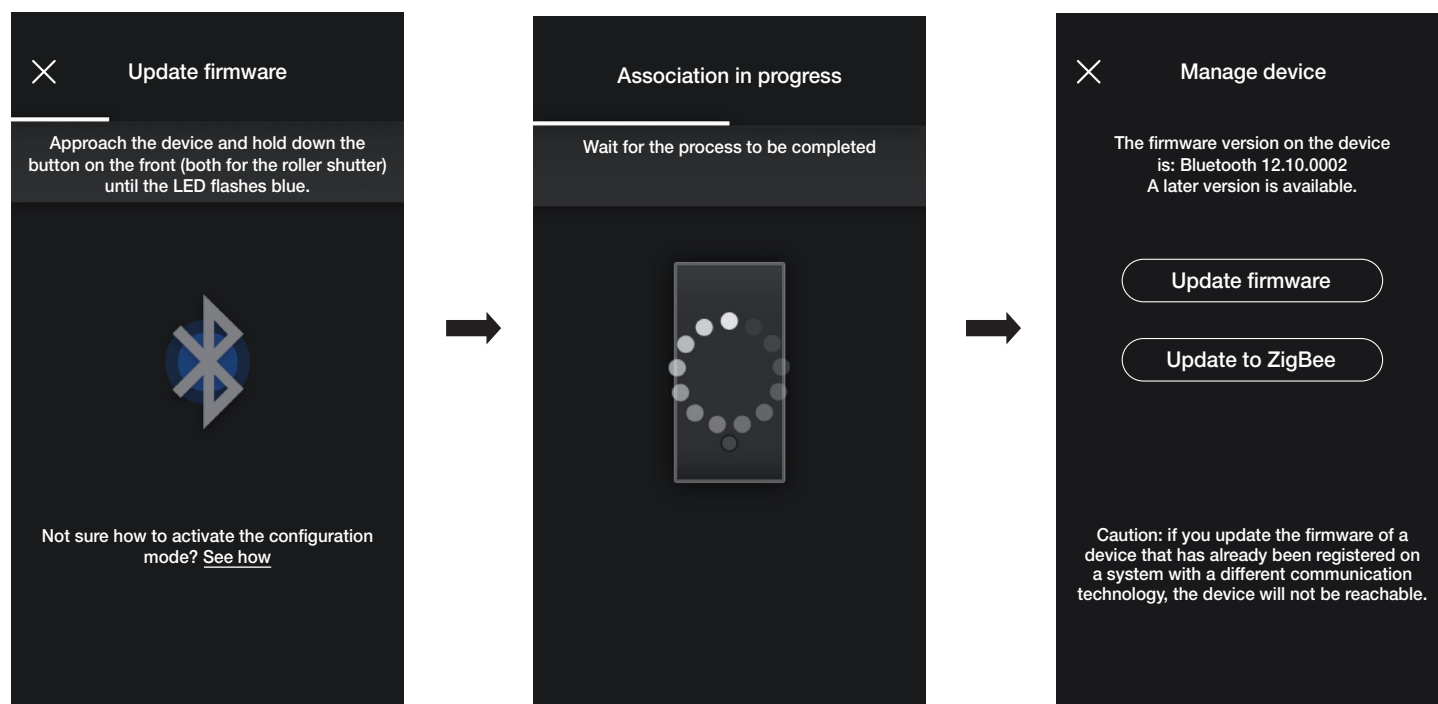 Update firmware
Approach the device and hold down the
button on the front (both for the roller shutter)
until the LED flashes blue.
Not sure how to activate the configuration
mode? See how
Association in progress
Wait for the process to be completed
Manage device
The firmware version on the device
is: Bluetooth 12.10.0002
A later version is available.
Update firmware
Update to ZigBee
Caution: if you update the firmware of a
device that has already been registered on
a system with a different communication
technology, the device will not be reachable.